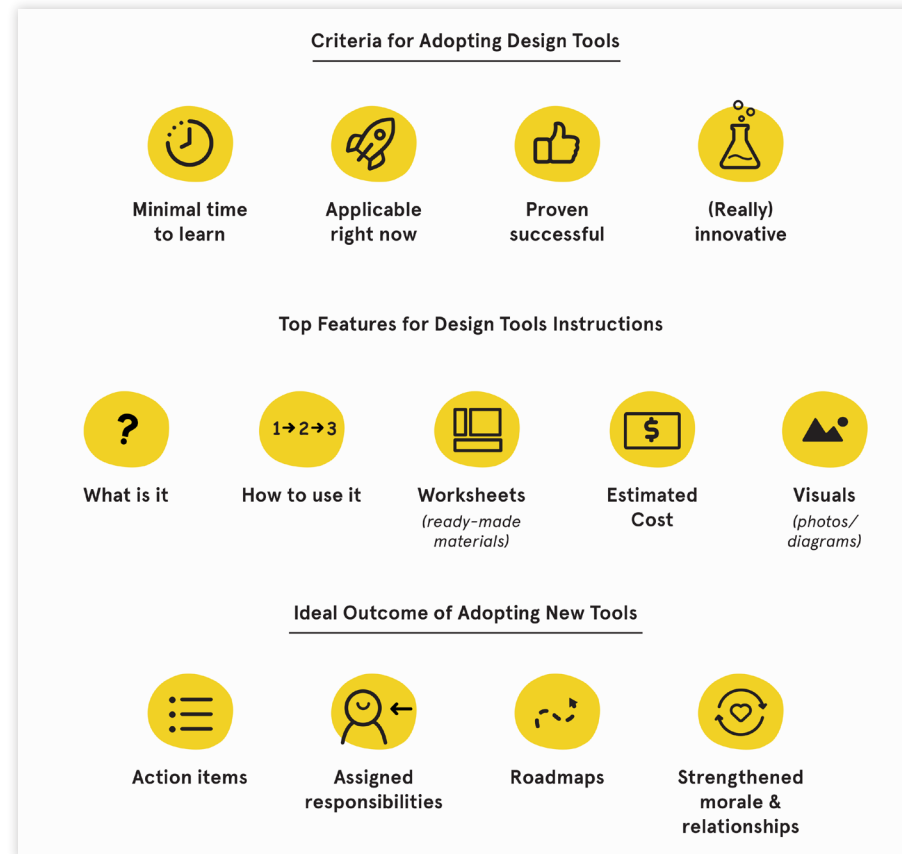 Criteria for Adopting Design Tools
Minimal time
to learn
Applicable
right now
Proven
successful
(Really)
innovative
Top Features for Design Tools Instructions
?
What is it
1→2→3
How to use it
Worksheets
(ready-made
materials)
$
Estimated
Cost
Visuals
(photos/
diagrams)
Ideal Outcome of Adopting New Tools
Action items
Assigned
responsibilities
Roadmaps
Strengthened
morale &
relationships